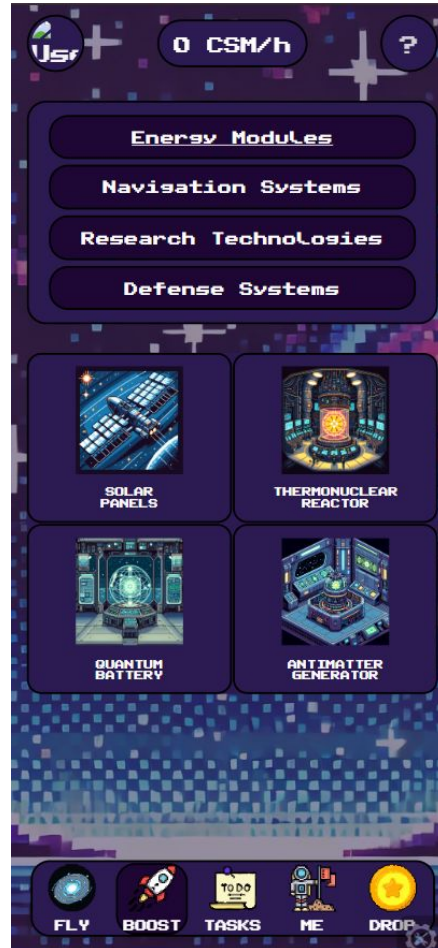 Use
0 CSM/h
?
Energy Modules
Navigation Systems
Research Technologies
Defense Systems
SOLAR
PANELS
THERMONUCLEAR
REACTOR
QUANTUM
BATTERY
ANTIMATTER
GENERATOR
TO DO
FLY
BOOST
TASKS
ME
DROP